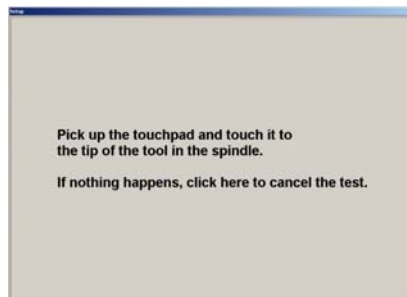 Setup
Pick up the touchpad and touch it to
the tip of the tool in the spindle.
If nothing happens, click here to cancel the test.